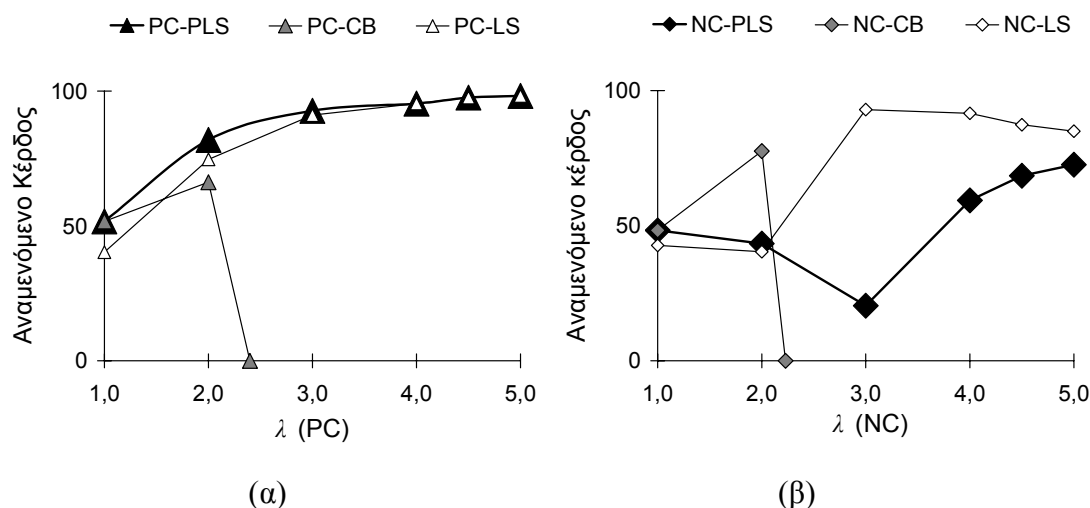 PC-PLS PC-CB PC-LS
Αναμενόμενο Κέρδος
100
50
0
1,0 2,0 3,0 4,0 5,0
λ (PC)
(α)
NC-PLS NC-CB NC-LS
Αναμενόμενο κέρδος
100
50
0
1,0 2,0 3,0 4,0 5,0
λ (NC)
(β)